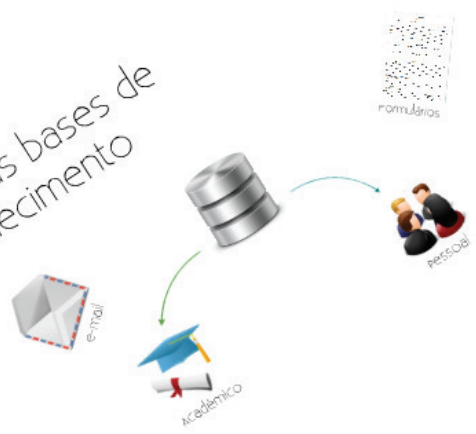 s bases de
ecimento
Formulários
Pessoal
e-mail
Acadêmico